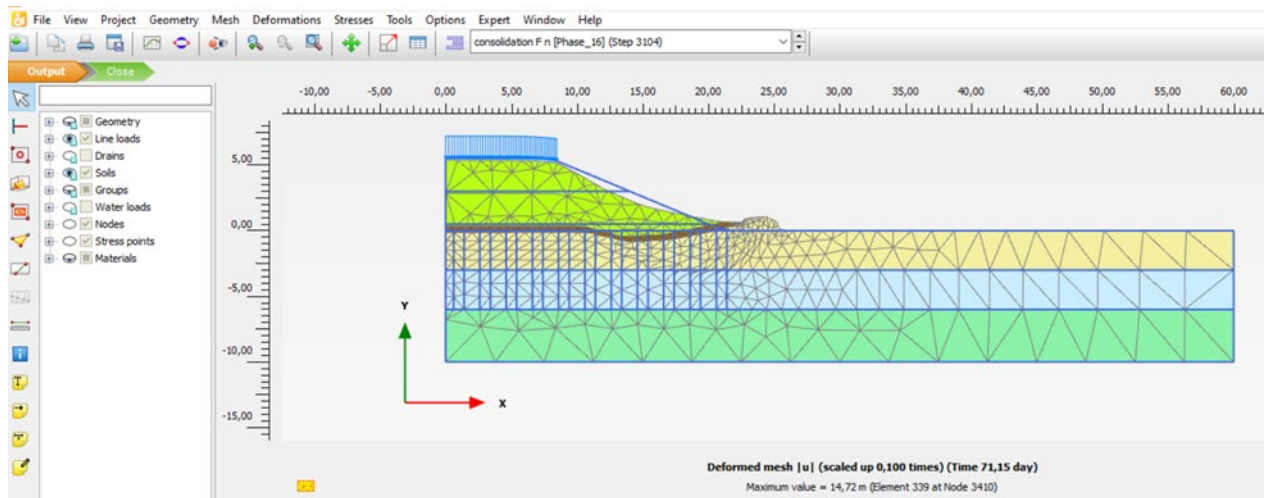 File View Project Geometry Mesh Deformations Stresses Tools Options Expert Window Help
consolidation F n [Phase_16] (Step 3104)
Output Close
-10,00 -5,00 0,00 5,00 10,00 15,00 20,00 25,00 30,00 35,00 40,00 45,00 50,00 55,00 60,00
Geometry
Line loads
Drains
Soils
Groups
Water loads
Nodes
Stress points
Materials
5,00
0,00
-5,00
-10,00
-15,00
Y
X
Deformed mesh |u| (scaled up 0,100 times) (Time 71,15 day)
Maximum value = 14,72 m (Element 339 at Node 3410)